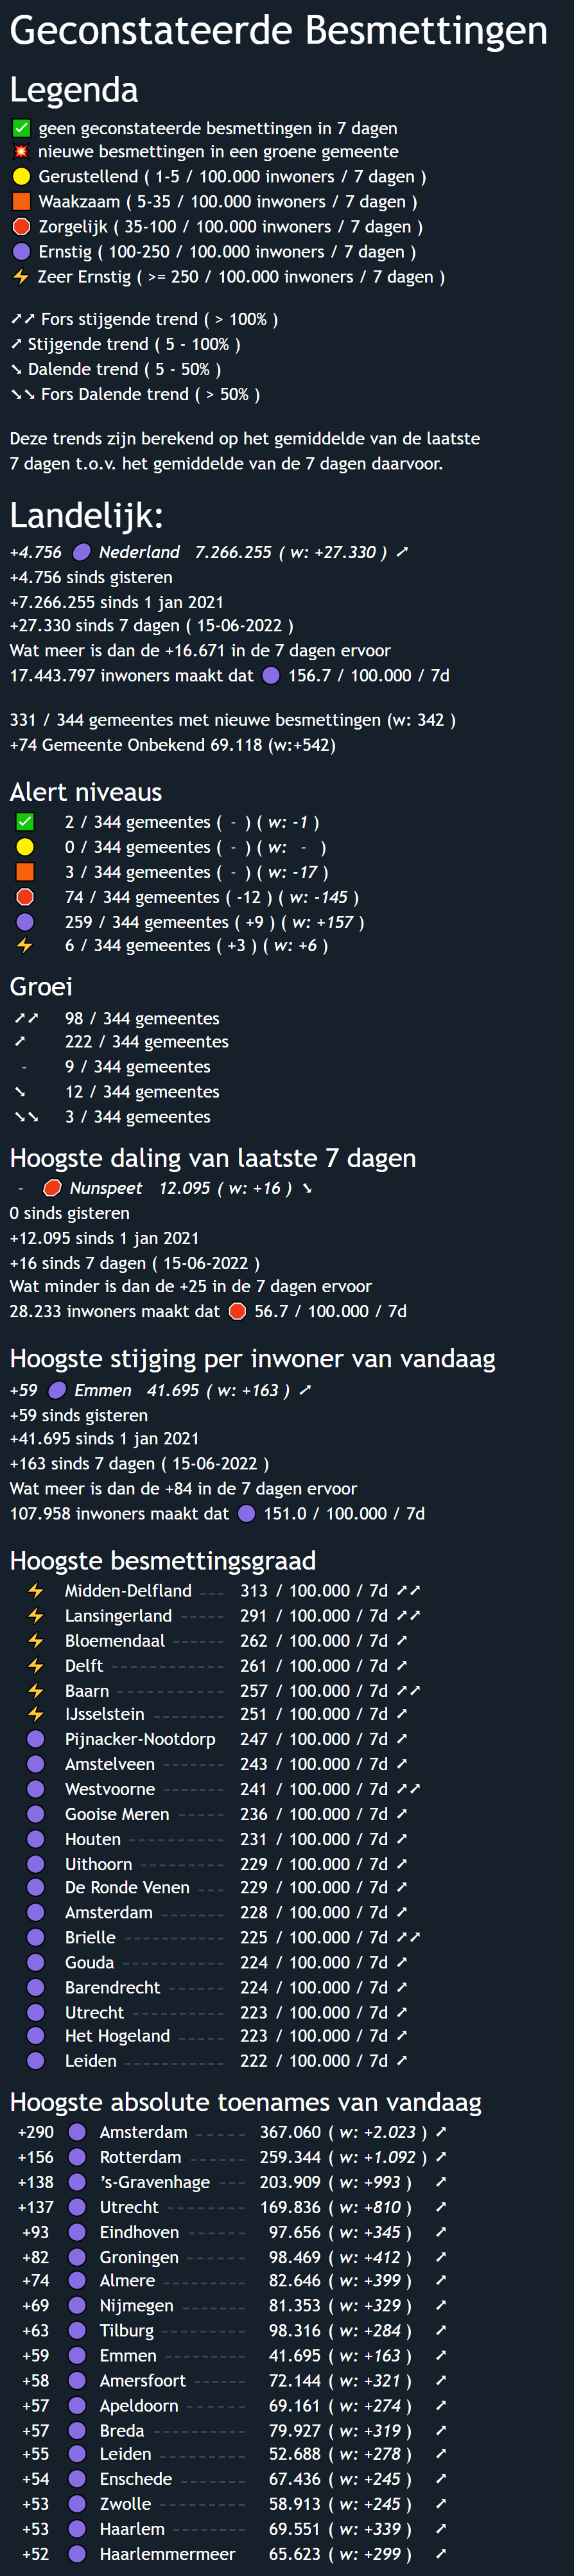 Geconstateerde Besmettingen
Legenda
✅ geen geconstateerde besmettingen in 7 dagen
💥 nieuwe besmettingen in een groene gemeente
🟡 Gerustellend ( 1-5 / 100.000 inwoners / 7 dagen )
🟧 Waakzaam ( 5-35 / 100.000 inwoners / 7 dagen )
🛑 Zorgelijk ( 35-100 / 100.000 inwoners / 7 dagen )
🟣 Ernstig ( 100-250 / 100.000 inwoners / 7 dagen )
⚡ Zeer Ernstig ( >= 250 / 100.000 inwoners / 7 dagen )
➚➚ Fors stijgende trend ( > 100% )
➚ Stijgende trend ( 5 - 100% )
➘ Dalende trend ( 5 - 50% )
➘➘ Fors Dalende trend ( > 50% )
Deze trends zijn berekend op het gemiddelde van de laatste
7 dagen t.o.v. het gemiddelde van de 7 dagen daarvoor.
Landelijk:
+4.756 🟣 Nederland 7.266.255 ( w: +27.330 ) ➚
+4.756 sinds gisteren
+7.266.255 sinds 1 jan 2021
+27.330 sinds 7 dagen ( 15-06-2022 )
Wat meer is dan de +16.671 in de 7 dagen ervoor
17.443.797 inwoners maakt dat 🟣 156.7 / 100.000 / 7d
331 / 344 gemeentes met nieuwe besmettingen (w: 342 )
+74 Gemeente Onbekend 69.118 (w:+542)
Alert niveaus
✅ 2 / 344 gemeentes ( - ) ( w: -1 )
🟡 0 / 344 gemeentes ( - ) ( w: - )
🟧 3 / 344 gemeentes ( - ) ( w: -17 )
🛑 74 / 344 gemeentes ( -12 ) ( w: -145 )
🟣 259 / 344 gemeentes ( +9 ) ( w: +157 )
⚡ 6 / 344 gemeentes ( +3 ) ( w: +6 )
Groei
➚➚ 98 / 344 gemeentes
➚ 222 / 344 gemeentes
- 9 / 344 gemeentes
➘ 12 / 344 gemeentes
➘➘ 3 / 344 gemeentes
Hoogste daling van laatste 7 dagen
- 🛑 Nunspeet 12.095 ( w: +16 ) ➘
0 sinds gisteren
+12.095 sinds 1 jan 2021
+16 sinds 7 dagen ( 15-06-2022 )
Wat minder is dan de +25 in de 7 dagen ervoor
28.233 inwoners maakt dat 🛑 56.7 / 100.000 / 7d
Hoogste stijging per inwoner van vandaag
+59 🟣 Emmen 41.695 ( w: +163 ) ➚
+59 sinds gisteren
+41.695 sinds 1 jan 2021
+163 sinds 7 dagen ( 15-06-2022 )
Wat meer is dan de +84 in de 7 dagen ervoor
107.958 inwoners maakt dat 🟣 151.0 / 100.000 / 7d
Hoogste besmettingsgraad
⚡ Midden-Delfland --- 313 / 100.000 / 7d ➚➚
⚡ Lansingerland ----- 291 / 100.000 / 7d ➚➚
⚡ Bloemendaal ------ 262 / 100.000 / 7d ➚
⚡ Delft ------------- 261 / 100.000 / 7d ➚
⚡ Baarn ------------ 257 / 100.000 / 7d ➚➚
⚡ IJsselstein -------- 251 / 100.000 / 7d ➚
🟣 Pijnacker-Nootdorp 247 / 100.000 / 7d ➚
🟣 Amstelveen ------- 243 / 100.000 / 7d ➚
🟣 Westvoorne ------- 241 / 100.000 / 7d ➚➚
🟣 Gooise Meren ----- 236 / 100.000 / 7d ➚
🟣 Houten ----------- 231 / 100.000 / 7d ➚
🟣 Uithoorn ---------- 229 / 100.000 / 7d ➚
🟣 De Ronde Venen --- 229 / 100.000 / 7d ➚
🟣 Amsterdam ------- 228 / 100.000 / 7d ➚
🟣 Brielle ------------ 225 / 100.000 / 7d ➚➚
🟣 Gouda ------------ 224 / 100.000 / 7d ➚
🟣 Barendrecht ------ 224 / 100.000 / 7d ➚
🟣 Utrecht ----------- 223 / 100.000 / 7d ➚
🟣 Het Hogeland ----- 223 / 100.000 / 7d ➚
🟣 Leiden ------------ 222 / 100.000 / 7d ➚
Hoogste absolute toenames van vandaag
+290 🟣 Amsterdam ----- 367.060 ( w: +2.023 ) ➚
+156 🟣 Rotterdam ------ 259.344 ( w: +1.092 ) ➚
+138 🟣 ’s-Gravenhage --- 203.909 ( w: +993 ) ➚
+137 🟣 Utrecht --------- 169.836 ( w: +810 ) ➚
+93 🟣 Eindhoven ------ 97.656 ( w: +345 ) ➚
+82 🟣 Groningen ------ 98.469 ( w: +412 ) ➚
+74 🟣 Almere --------- 82.646 ( w: +399 ) ➚
+69 🟣 Nijmegen ------- 81.353 ( w: +329 ) ➚
+63 🟣 Tilburg --------- 98.316 ( w: +284 ) ➚
+59 🟣 Emmen --------- 41.695 ( w: +163 ) ➚
+58 🟣 Amersfoort ----- 72.144 ( w: +321 ) ➚
+57 🟣 Apeldoorn ------ 69.161 ( w: +274 ) ➚
+57 🟣 Breda ---------- 79.927 ( w: +319 ) ➚
+55 🟣 Leiden --------- 52.688 ( w: +278 ) ➚
+54 🟣 Enschede ------- 67.436 ( w: +245 ) ➚
+53 🟣 Zwolle --------- 58.913 ( w: +245 ) ➚
+53 🟣 Haarlem -------- 69.551 ( w: +339 ) ➚
+52 🟣 Haarlemmermeer 65.623 ( w: +299 ) ➚